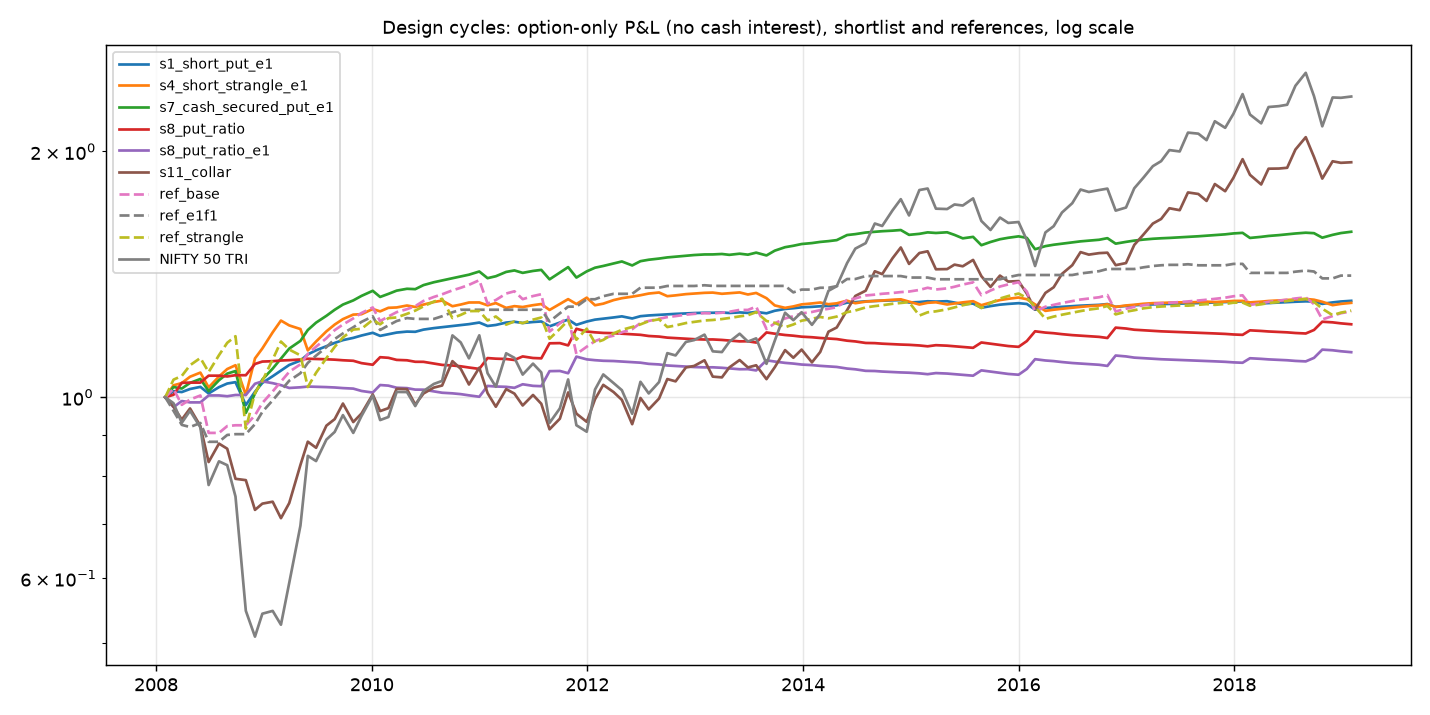 Design cycles: option-only P&L (no cash interest), shortlist and references, log scale
s1_short_put_e1
s4_short_strangle_e1
s7_cash_secured_put_e1
s8_put_ratio
s8_put_ratio_e1
s11_collar
ref_base
ref_e1f1
ref_strangle
NIFTY 50 TRI
2 × 10⁰
10⁰
6 × 10⁻¹
2008 2010 2012 2014 2016 2018